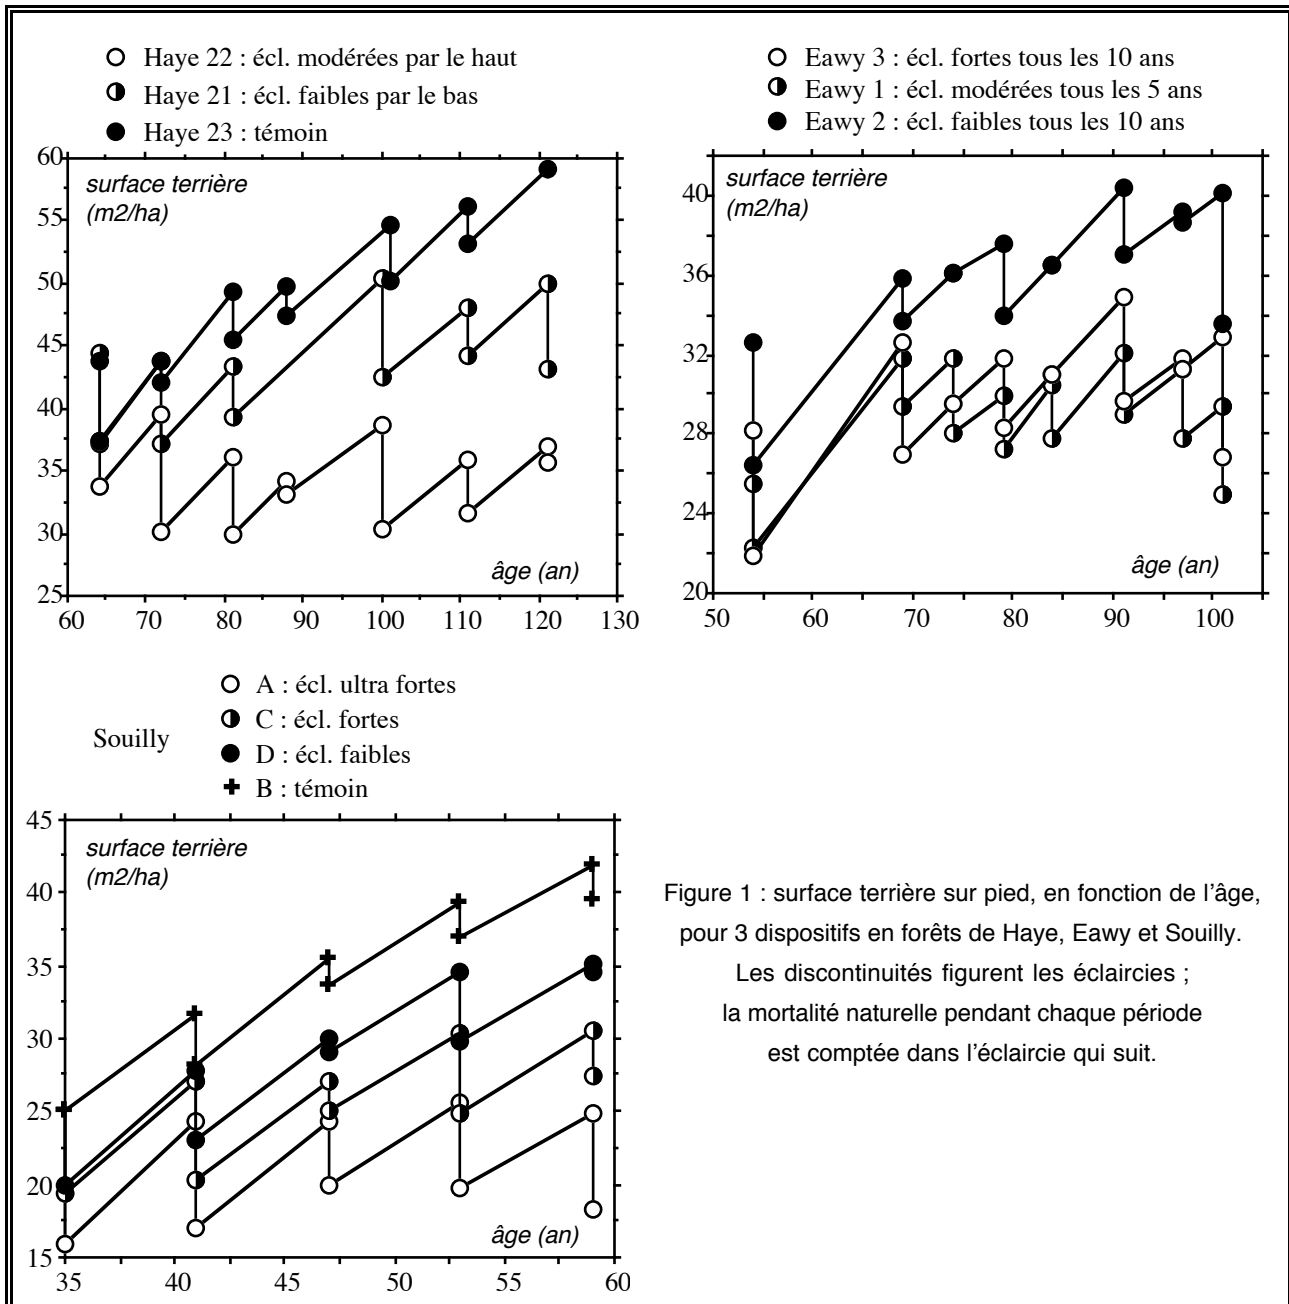 Haye 22 : écl. modérées par le haut
Haye 21 : écl. faibles par le bas
Haye 23 : témoin
60
55
50
45
40
35
30
25
surface terrière
(m2/ha)
âge (an)
60 70 80 90 100 110 120 130
Eawy 3 : écl. fortes tous les 10 ans
Eawy 1 : écl. modérées tous les 5 ans
Eawy 2 : écl. faibles tous les 10 ans
40
36
32
28
24
20
surface terrière
(m2/ha)
âge (an)
50 60 70 80 90 100
Souilly
A : écl. ultra fortes
C : écl. fortes
D : écl. faibles
B : témoin
45
40
35
30
25
20
15
surface terrière
(m2/ha)
âge (an)
35 40 45 50 55 60
Figure 1 : surface terrière sur pied, en fonction de l'âge,
pour 3 dispositifs en forêts de Haye, Eawy et Souilly.
Les discontinuités figurent les éclaircies ;
la mortalité naturelle pendant chaque période
est comptée dans l'éclaircie qui suit.